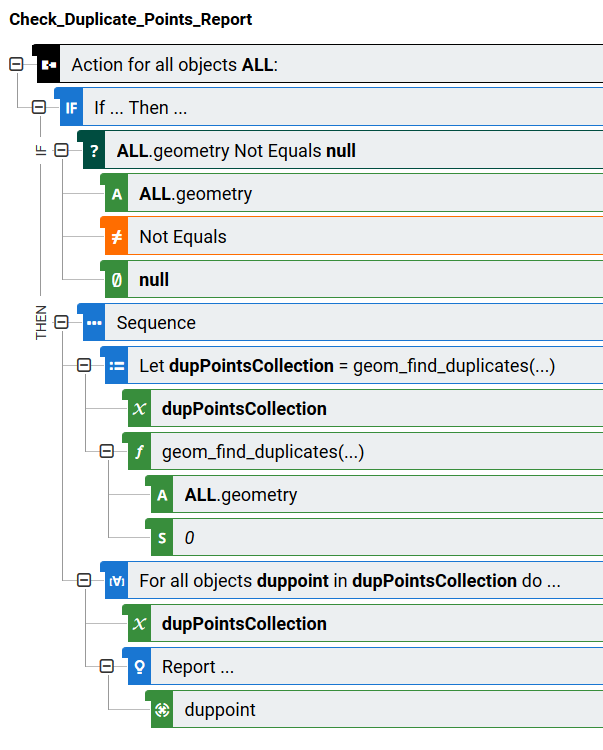 Check_Duplicate_Points_Report
Action for all objects ALL:
IF If ... Then ...
IF ? ALL.geometry Not Equals null
A ALL.geometry
≠ Not Equals
∅ null
THEN ... Sequence
Let dupPointsCollection = geom_find_duplicates(...)
x dupPointsCollection
f geom_find_duplicates(...)
A ALL.geometry
S 0
I∀I For all objects duppoint in dupPointsCollection do ...
x dupPointsCollection
Report ...
duppoint